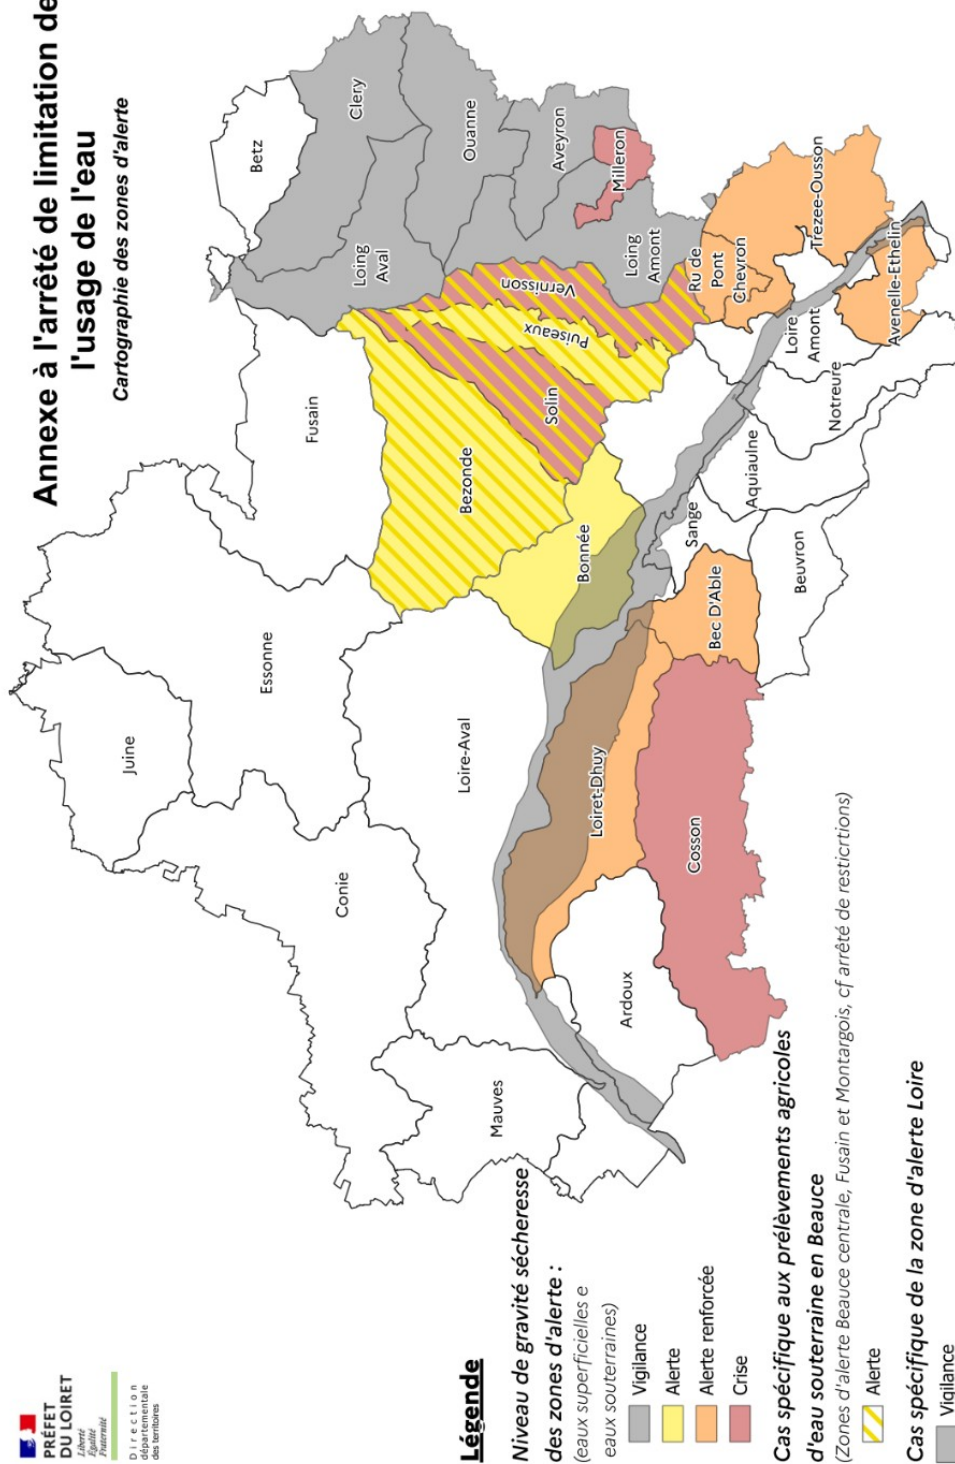 PRÉFET
DU LOIRET
Liberté
Égalité
Fraternité
Direction
départementale
des territoires
Annexe à l'arrêté de limitation de
l'usage de l'eau
Cartographie des zones d'alerte
Juine
Essonne
Conie
Mauves
Fusain
Betz
Clery
Loing
Aval
Ouanne
Aveyron
Milleron
Loing
Amont
Vernisson
Puiseaux
Solin
Bezonde
Bonnée
Loire-Aval
Loiret-Dhuy
Ardoux
Cosson
Bec D'Able
Sange
Beuvron
Aquiaulne
Notreure
Loire
Amont
Ru de
Pont
Chevron
Trezee-Ousson
Avenelle-Ethelin
Légende
Niveau de gravité sécheresse
des zones d'alerte :
(eaux superficielles e
eaux souterraines)
Vigilance
Alerte
Alerte renforcée
Crise
Cas spécifique aux prélèvements agricoles
d'eau souterraine en Beauce
(Zones d'alerte Beauce centrale, Fusain et Montargois, cf arrêté de resticrtions)
Alerte
Cas spécifique de la zone d'alerte Loire
Vigilance